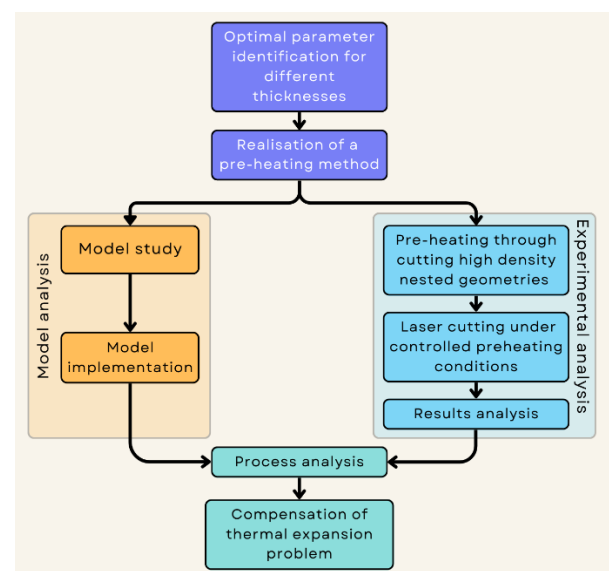 Optimal parameter
identification for
different
thicknesses
Realisation of a
pre-heating method
Model analysis
Model study
Model
implementation
Experimental analysis
Pre-heating through
cutting high density
nested geometries
Laser cutting under
controlled preheating
conditions
Results analysis
Process analysis
Compensation of
thermal expansion
problem